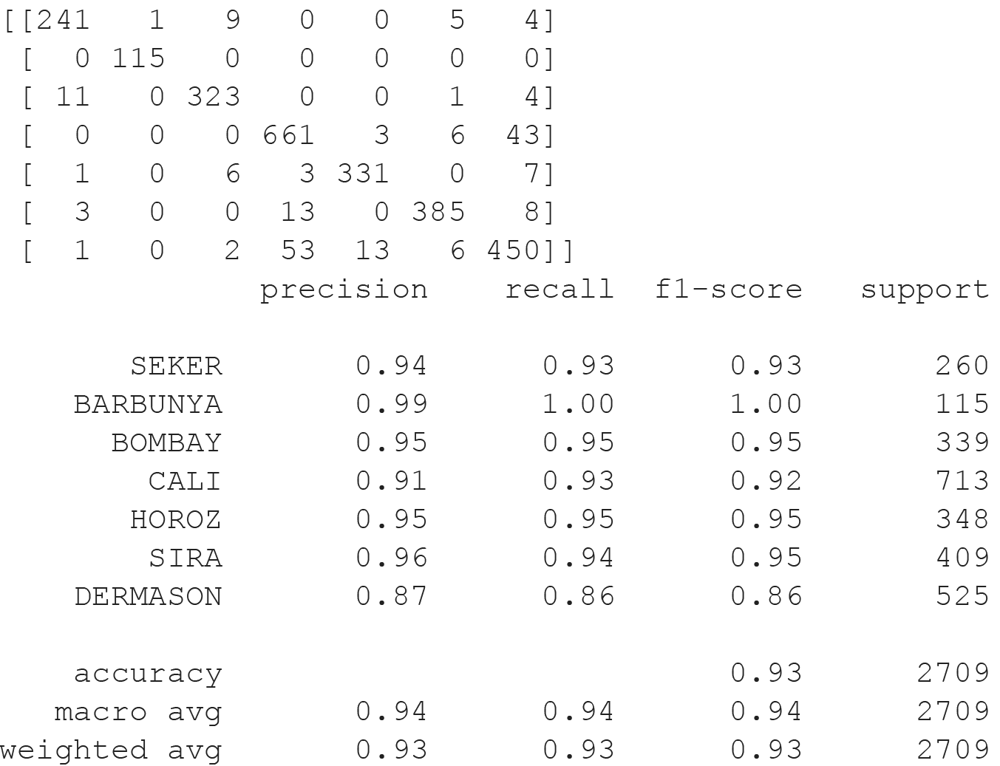 [[241   1   9   0   0   5   4]
 [  0 115   0   0   0   0   0]
 [ 11   0 323   0   0   1   4]
 [  0   0   0 661   3   6  43]
 [  1   0   6   3 331   0   7]
 [  3   0   0  13   0 385   8]
 [  1   0   2  53  13   6 450]]
              precision    recall  f1-score   support

       SEKER       0.94      0.93      0.93       260
    BARBUNYA       0.99      1.00      1.00       115
      BOMBAY       0.95      0.95      0.95       339
        CALI       0.91      0.93      0.92       713
       HOROZ       0.95      0.95      0.95       348
        SIRA       0.96      0.94      0.95       409
    DERMASON       0.87      0.86      0.86       525

    accuracy                           0.93      2709
   macro avg       0.94      0.94      0.94      2709
weighted avg       0.93      0.93      0.93      2709